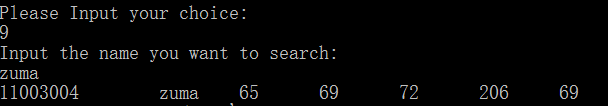 Please Input your choice:
9
Input the name you want to search:
zuma
11003004 zuma 65 69 72 206 69